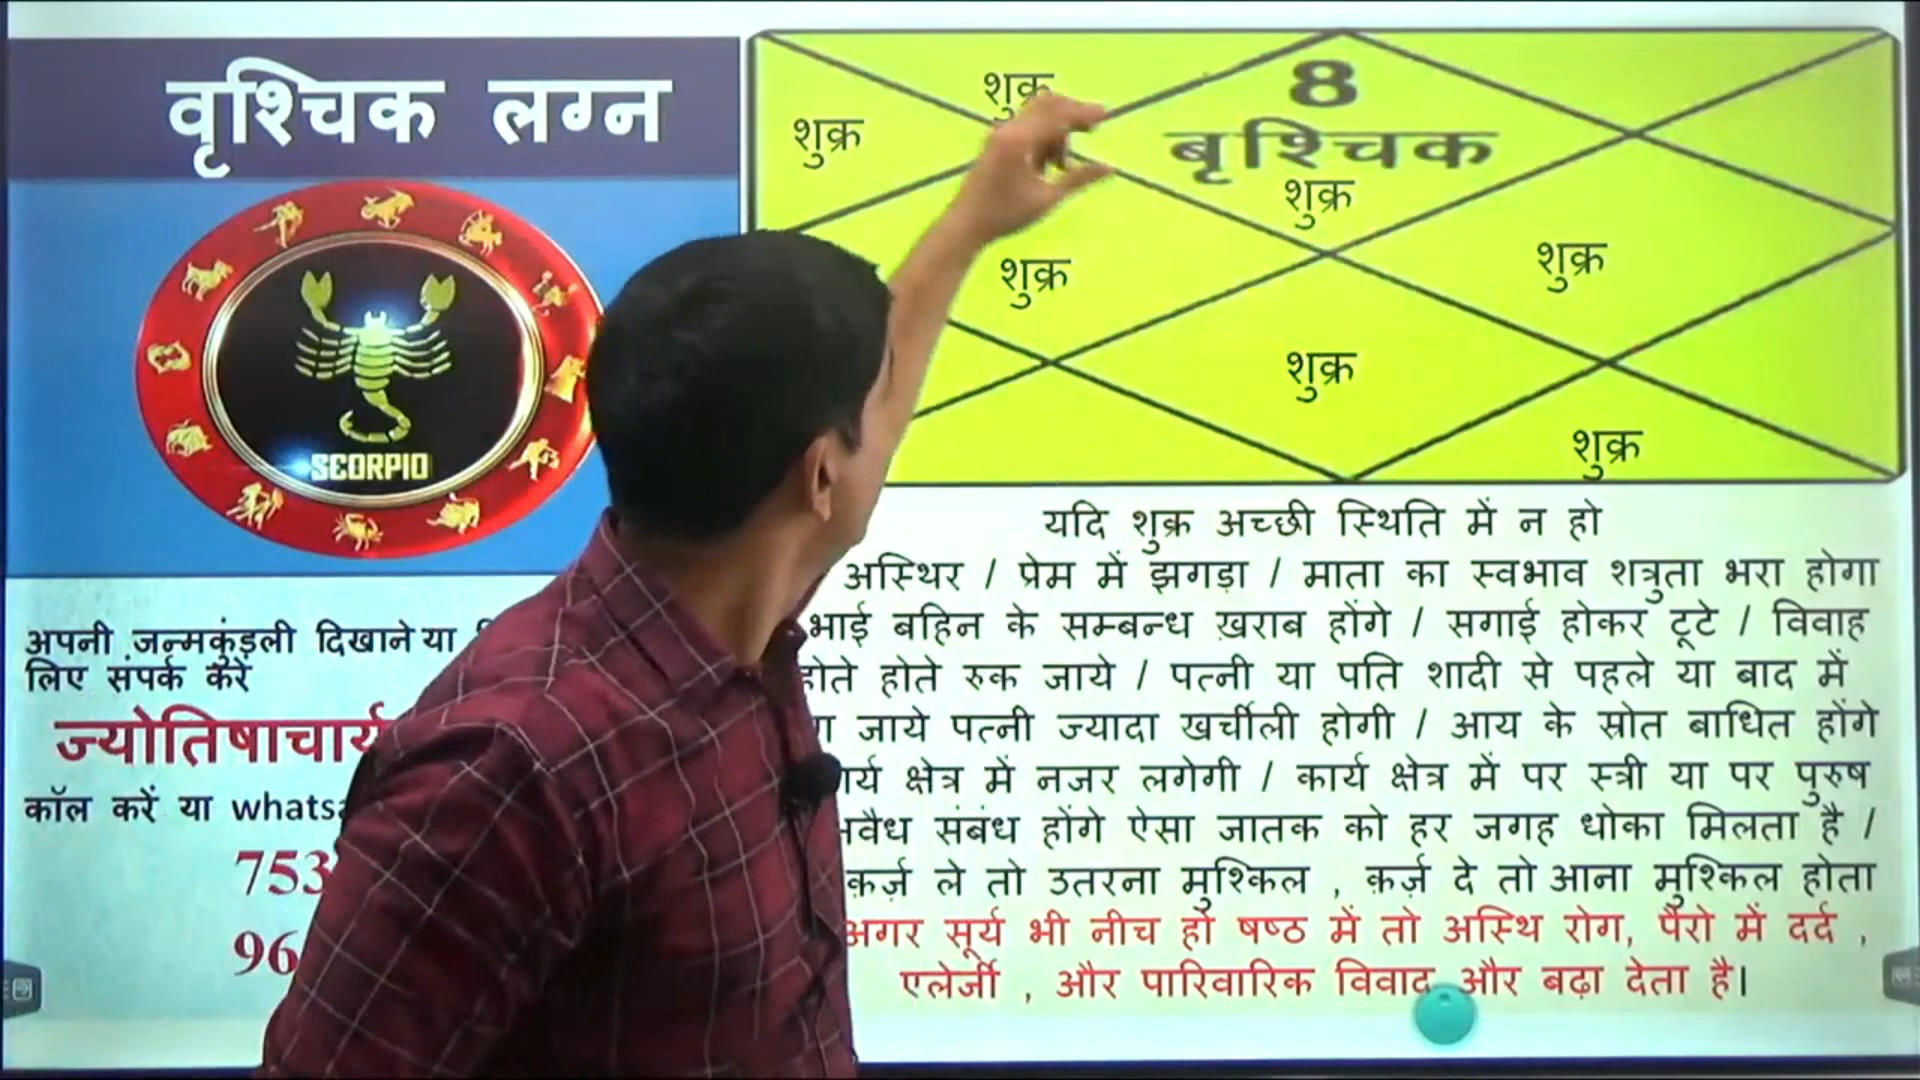 वृश्चिक लग्न
SCORPIO
अपनी जन्मकुंडली दिखाने या
लिए संपर्क करें
ज्योतिषाचार्य
कॉल करें या
753
96
8
बृश्चिक
शुक्र
शुक्र
शुक्र
शुक्र
शुक्र
शुक्र
शुक्र
यदि शुक्र अच्छी स्थिति में न हो
अस्थिर / प्रेम में झगड़ा / माता का स्वभाव शत्रुता भरा होगा
भाई बहिन के सम्बन्ध ख़राब होंगे / सगाई होकर टूटे / विवाह
होते होते रुक जाये / पत्नी या पति शादी से पहले या बाद में
जाये पत्नी ज्यादा खर्चीली होगी / आय के स्रोत बाधित होंगे
क्षेत्र में नजर लगेगी / कार्य क्षेत्र में पर स्त्री या पर पुरुष
संबंध होंगे ऐसा जातक को हर जगह धोका मिलता है /
क़र्ज़ ले तो उतरना मुश्किल , क़र्ज़ दे तो आना मुश्किल होता
अगर सूर्य भी नीच हो षष्ठ में तो अस्थि रोग, पैरो में दर्द ,
एलेर्जी , और पारिवारिक विवाद और बढ़ा देता है।